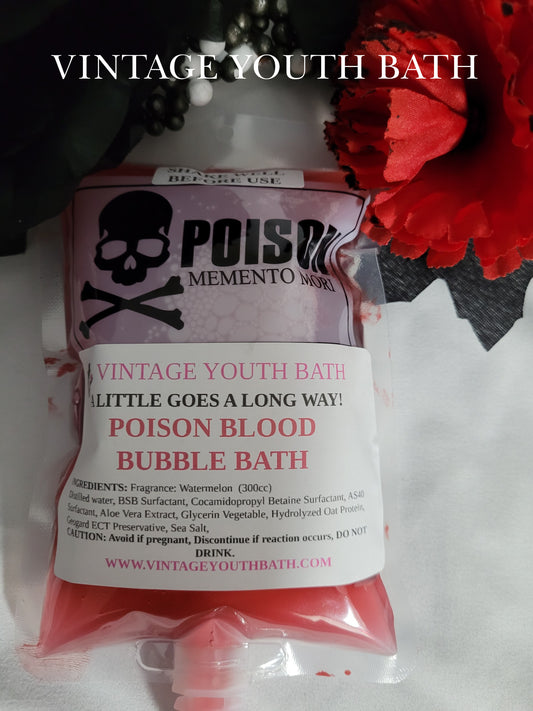 VINTAGE YOUTH BATH
SHAKE WELL
BEFORE USE
POISON
MEMENTO MORI
VINTAGE YOUTH BATH
A LITTLE GOES A LONG WAY!
POISON BLOOD
BUBBLE BATH
INGREDIENTS: Fragrance: Watermelon (300cc)
Distilled water, BSB Surfactant, Cocamidopropyl Betaine Surfactant, AS40
Surfactant, Aloe Vera Extract, Glycerin Vegetable, Hydrolyzed Oat Protein,
Geogard ECT Preservative, Sea Salt,
CAUTION: Avoid if pregnant, Discontinue if reaction occurs, DO NOT
DRINK.
WWW.VINTAGEYOUTHBATH.COM